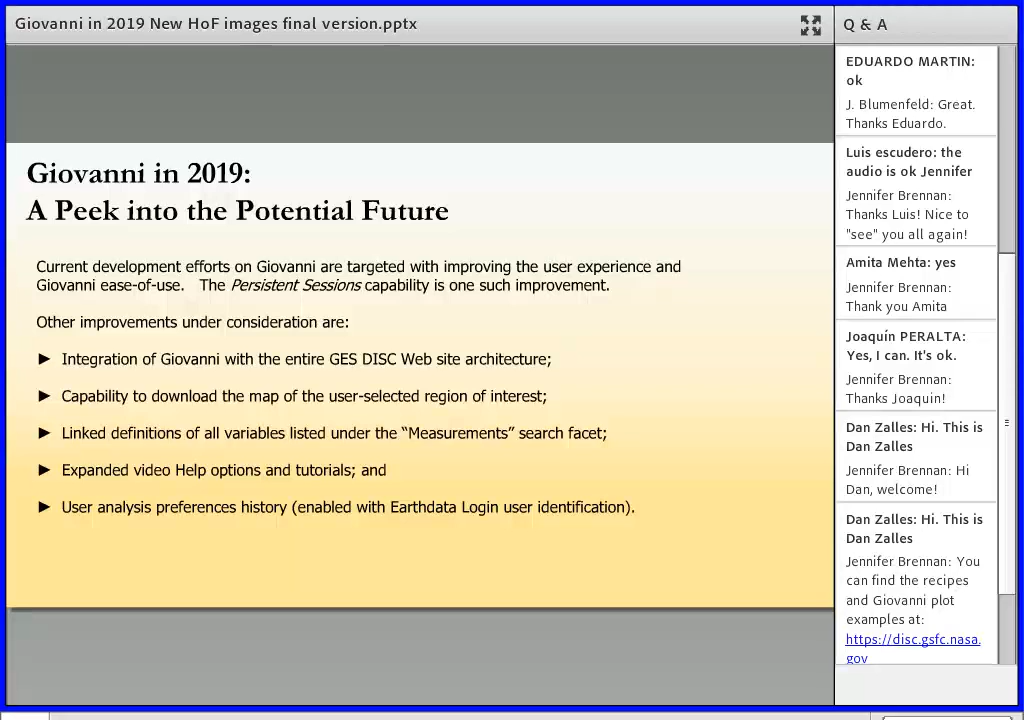 Giovanni in 2019 New HoF images final version.pptx
Giovanni in 2019:
A Peek into the Potential Future
Current development efforts on Giovanni are targeted with improving the user experience and
Giovanni ease-of-use. The Persistent Sessions capability is one such improvement.
Other improvements under consideration are:
► Integration of Giovanni with the entire GES DISC Web site architecture;
► Capability to download the map of the user-selected region of interest;
► Linked definitions of all variables listed under the “Measurements” search facet;
► Expanded video Help options and tutorials; and
► User analysis preferences history (enabled with Earthdata Login user identification).
Q & A
EDUARDO MARTIN:
ok
J. Blumenfeld: Great.
Thanks Eduardo.
Luis escudero: the
audio is ok Jennifer
Jennifer Brennan:
Thanks Luis! Nice to
"see" you all again!
Amita Mehta: yes
Jennifer Brennan:
Thank you Amita
Joaquín PERALTA:
Yes, I can. It's ok.
Jennifer Brennan:
Thanks Joaquin!
Dan Zalles: Hi. This is
Dan Zalles
Jennifer Brennan: Hi
Dan, welcome!
Dan Zalles: Hi. This is
Dan Zalles
Jennifer Brennan: You
can find the recipes
and Giovanni plot
examples at:
https://disc.gsfc.nasa.
gov